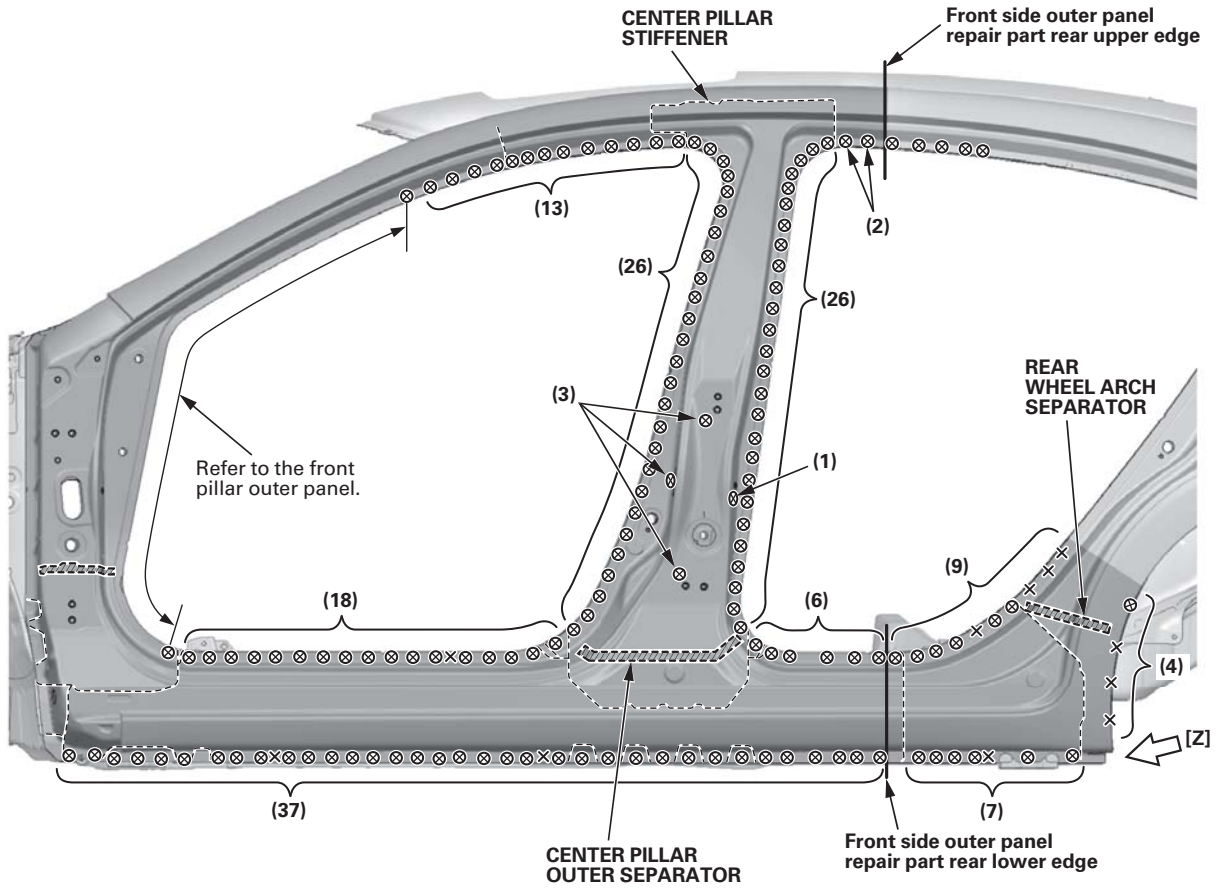 CENTER PILLAR
STIFFENER
Front side outer panel
repair part rear upper edge
(13)
(2)
(26)
(26)
REAR
WHEEL ARCH
SEPARATOR
(3)
(1)
Refer to the front
pillar outer panel.
(9)
(18)
(6)
(4)
[Z]
(37)
(7)
Front side outer panel
repair part rear lower edge
CENTER PILLAR
OUTER SEPARATOR